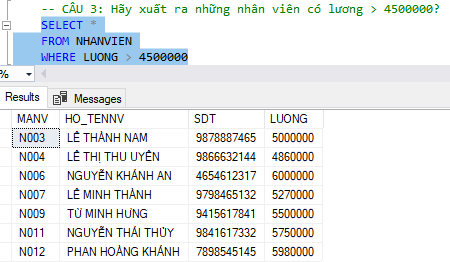 -- CÂU 3: Hãy xuất ra những nhân viên có lương > 4500000?
SELECT *
FROM NHANVIEN
WHERE LUONG > 4500000
%
Results Messages
MANV HO_TENNV SDT LUONG
N003 LÊ THÀNH NAM 9878887465 5000000
N004 LÊ THỊ THU UYÊN 9866632144 4860000
N006 NGUYỄN KHÁNH AN 4654612317 6000000
N007 LÊ MINH THÀNH 9798465132 5270000
N009 TỪ MINH HƯNG 9415617841 5500000
N011 NGUYỄN THÁI THÙY 9841617332 5750000
N012 PHAN HOÀNG KHÁNH 7898545145 5980000